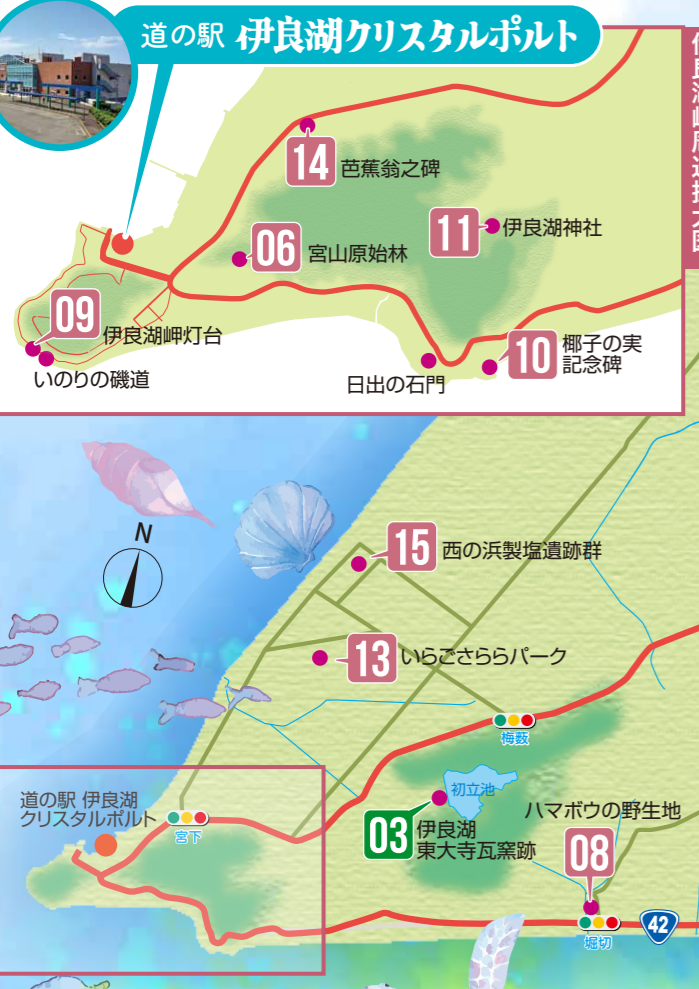 道の駅 伊良湖クリスタルポルト
14 芭蕉翁之碑
11 伊良湖神社
06 宮山原始林
09 伊良湖岬灯台
いのりの磯道
10 椰子の実
記念碑
日出の石門
N
15 西の浜製塩遺跡群
13 いらごさららパーク
梅薮
初立池
道の駅 伊良湖
クリスタルポルト
宮下
03 伊良湖
東大寺瓦窯跡
ハマボウの野生地
08
堀切
42